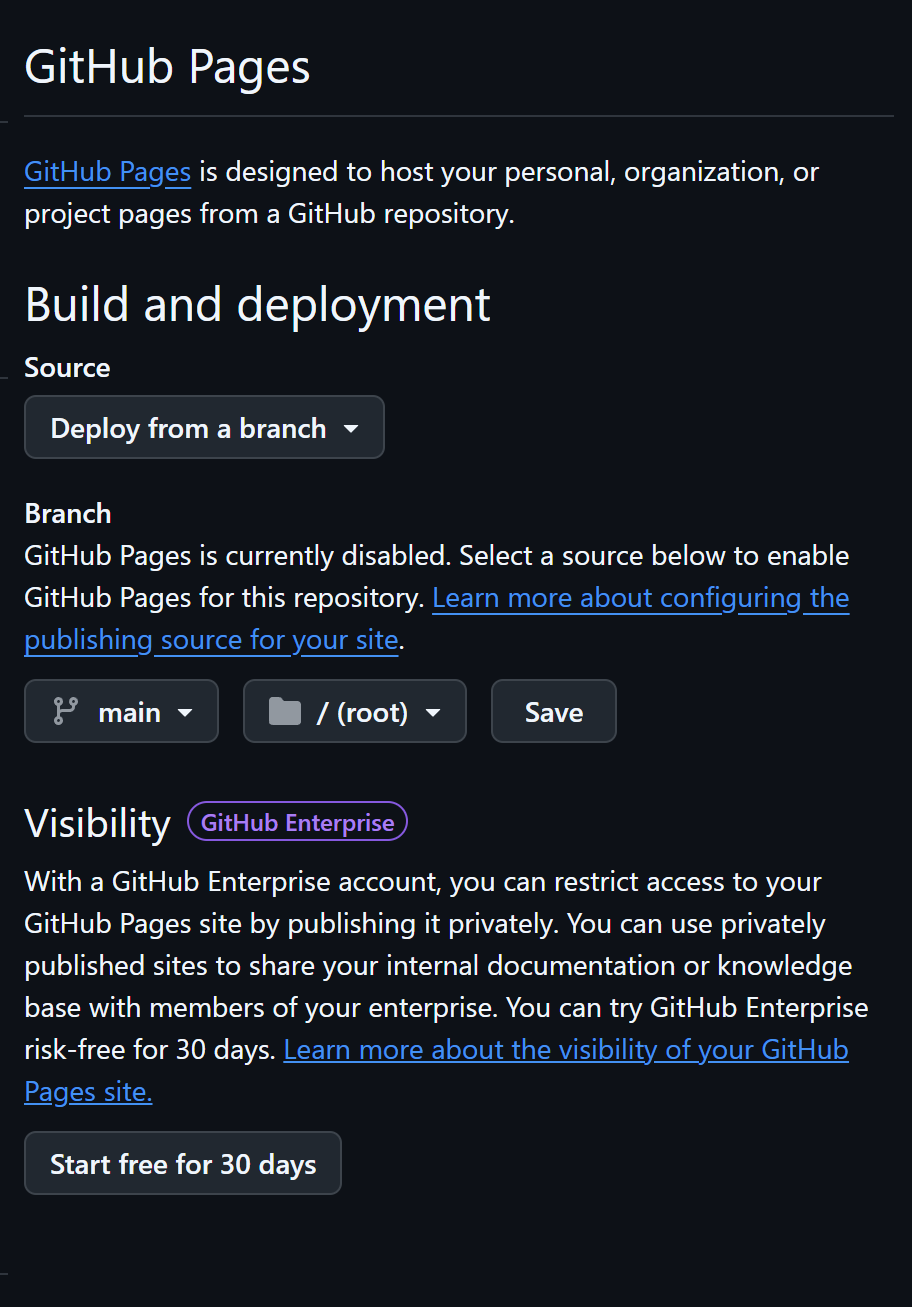 GitHub Pages
GitHub Pages is designed to host your personal, organization, or
project pages from a GitHub repository.
Build and deployment
Source
Deploy from a branch
Branch
GitHub Pages is currently disabled. Select a source below to enable
GitHub Pages for this repository. Learn more about configuring the
publishing source for your site.
main / (root) Save
Visibility GitHub Enterprise
With a GitHub Enterprise account, you can restrict access to your
GitHub Pages site by publishing it privately. You can use privately
published sites to share your internal documentation or knowledge
base with members of your enterprise. You can try GitHub Enterprise
risk-free for 30 days. Learn more about the visibility of your GitHub
Pages site.
Start free for 30 days